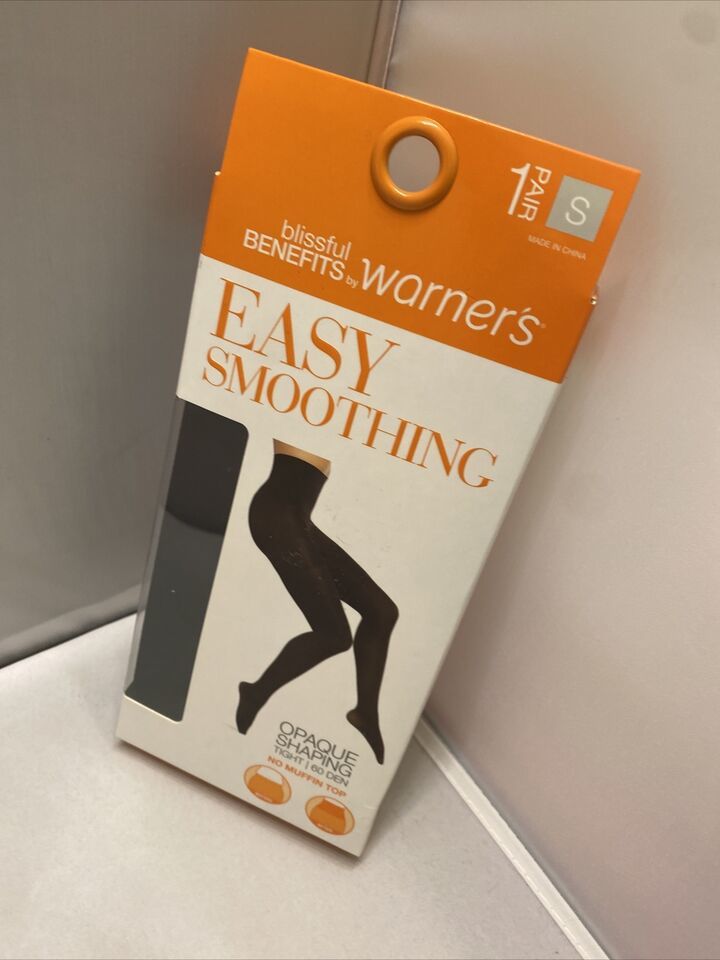 1 PAIR
S
MADE IN CHINA
blissful
BENEFITS by warner's®
EASY
SMOOTHING
OPAQUE
SHAPING
TIGHT | 60 DEN
NO MUFFIN TOP